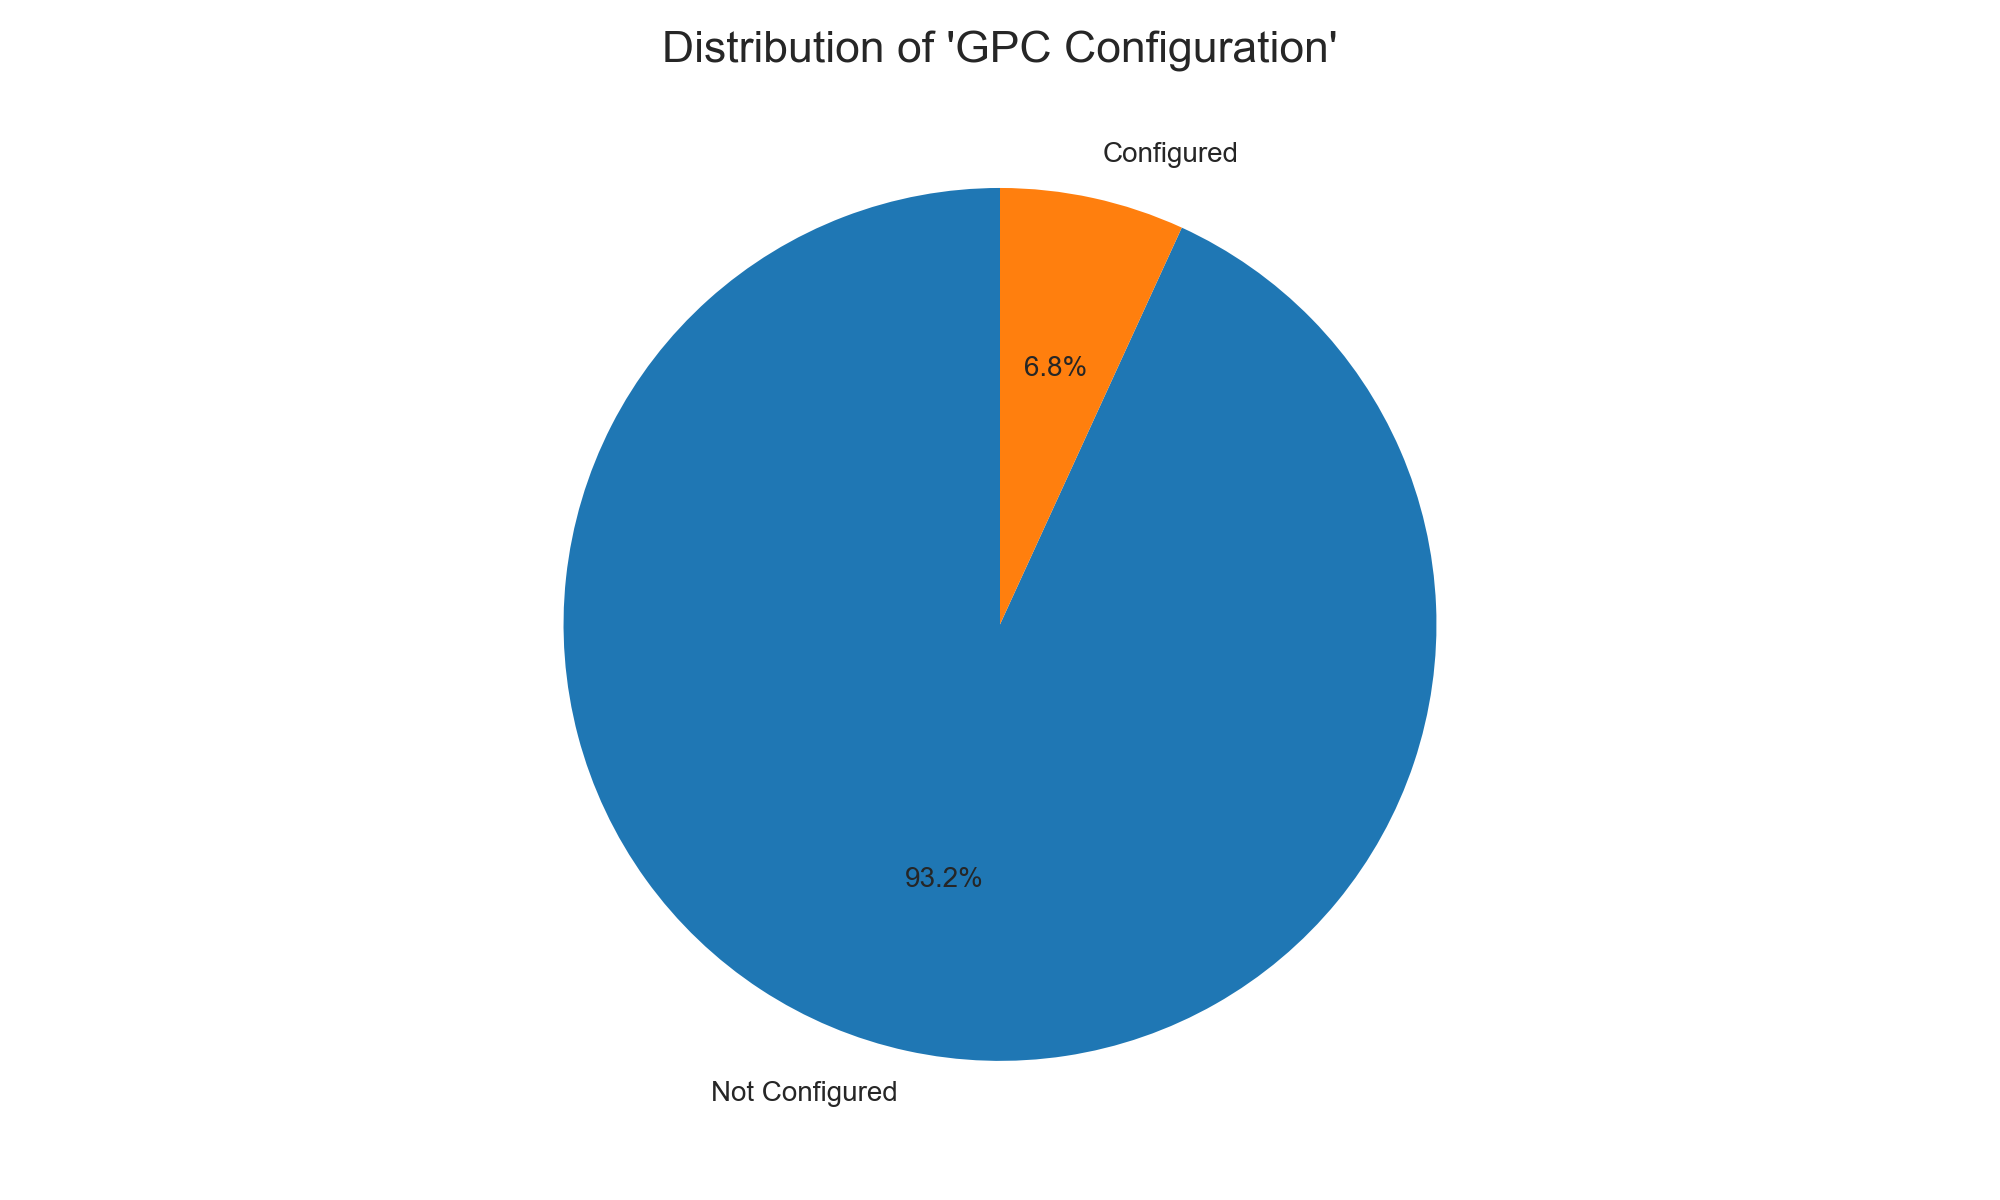 Distribution of 'GPC Configuration'
Configured
6.8%
93.2%
Not Configured